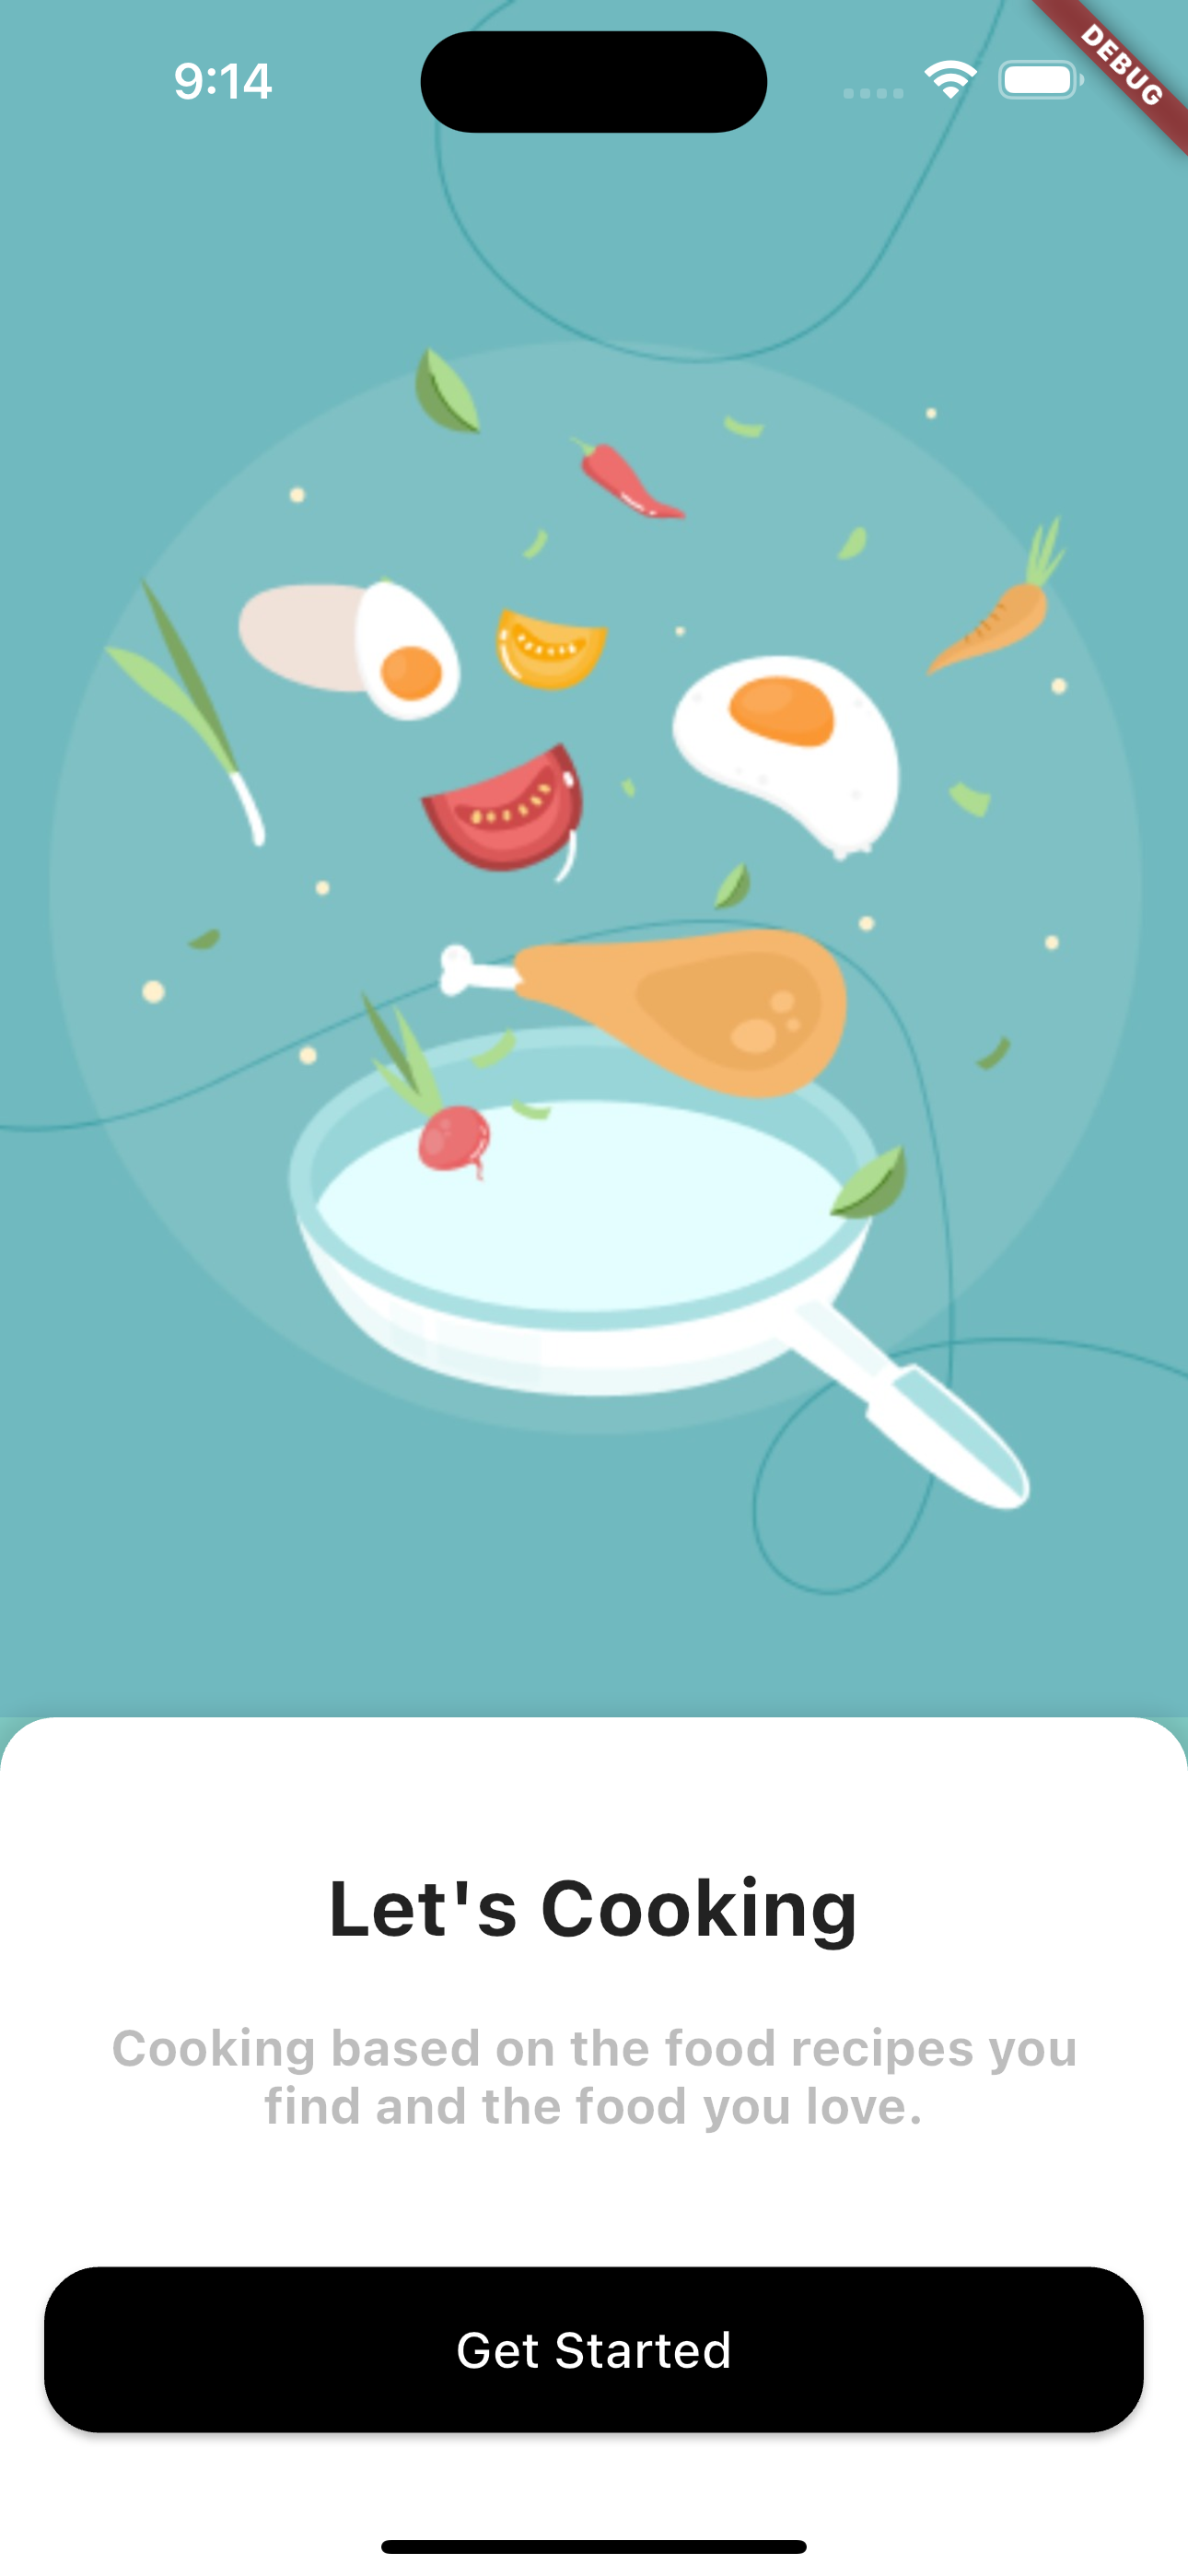 9:14
DEBUG
Let's Cooking
Cooking based on the food recipes you
find and the food you love.
Get Started